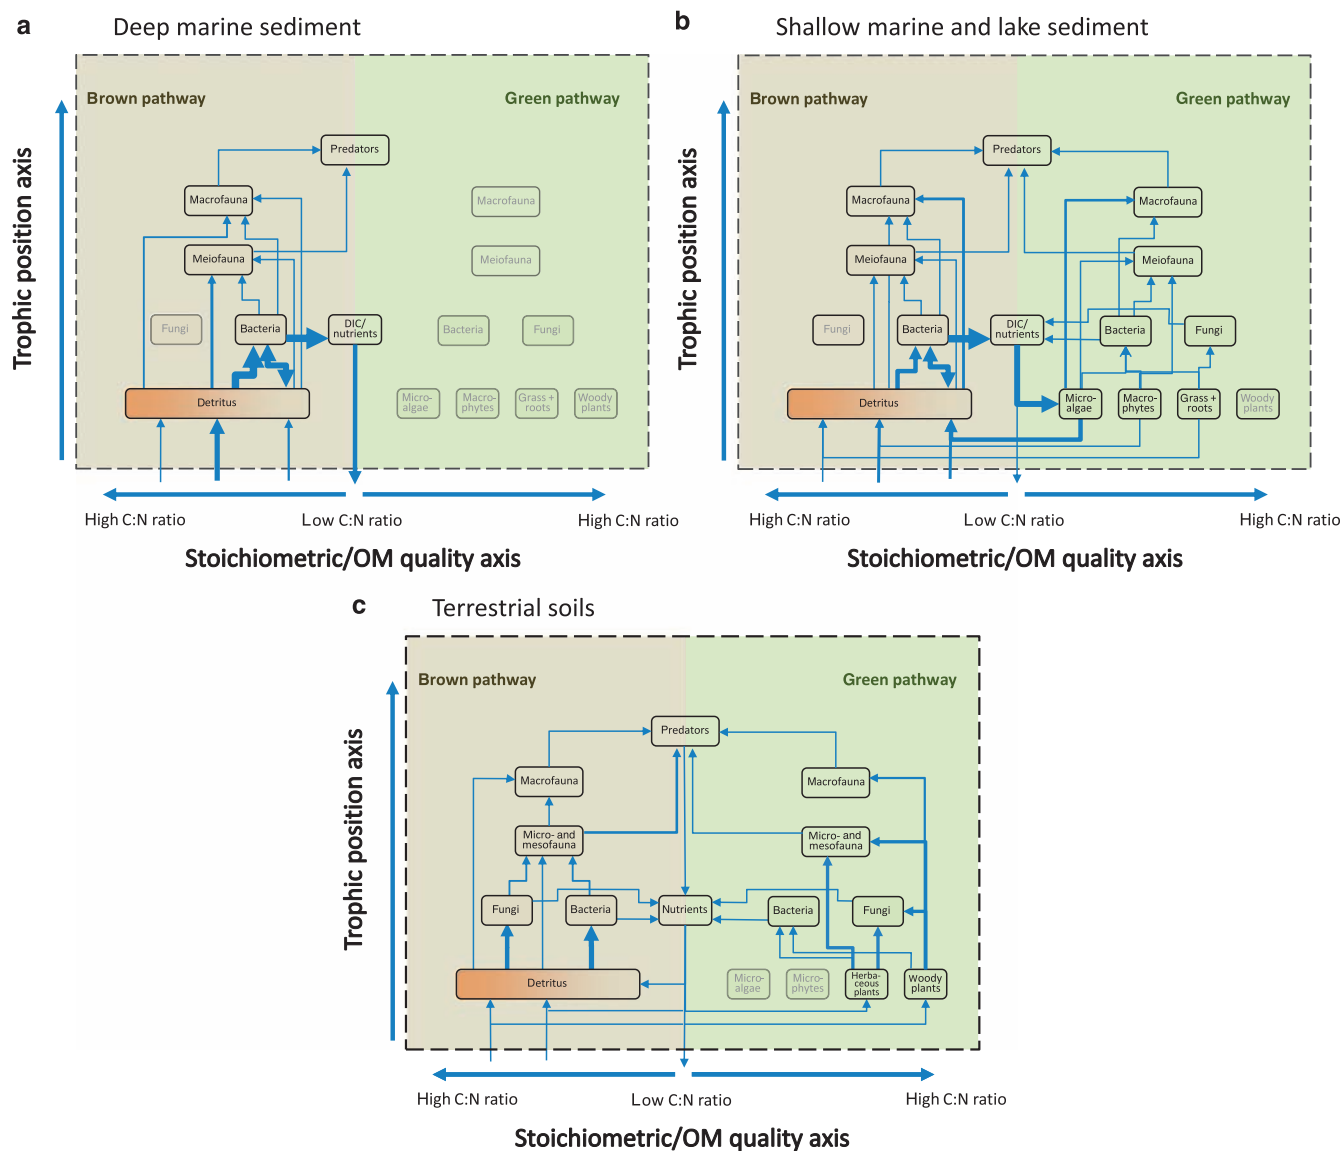 a
Deep marine sediment
Brown pathway
Green pathway
Trophic position axis
Predators
Macrofauna
Macrofauna
Meiofauna
Meiofauna
Fungi
Bacteria
DIC/
nutrients
Bacteria
Fungi
Detritus
Micro-
algae
Macro-
phytes
Grass +
roots
Woody
plants
High C:N ratio
Low C:N ratio
High C:N ratio
Stoichiometric/OM quality axis
b
Shallow marine and lake sediment
Brown pathway
Green pathway
Trophic position axis
Predators
Macrofauna
Macrofauna
Meiofauna
Meiofauna
Fungi
Bacteria
DIC/
nutrients
Bacteria
Fungi
Detritus
Micro-
algae
Macro-
phytes
Grass +
roots
Woody
plants
High C:N ratio
Low C:N ratio
High C:N ratio
Stoichiometric/OM quality axis
c
Terrestrial soils
Brown pathway
Green pathway
Trophic position axis
Predators
Macrofauna
Macrofauna
Micro- and
mesofauna
Micro- and
mesofauna
Fungi
Bacteria
Nutrients
Bacteria
Fungi
Detritus
Micro-
algae
Micro-
phytes
Herba-
ceous
plants
Woody
plants
High C:N ratio
Low C:N ratio
High C:N ratio
Stoichiometric/OM quality axis